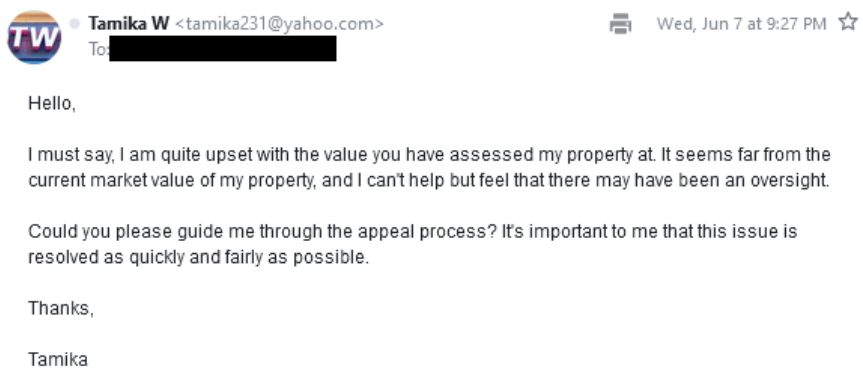 TW
Tamika W <tamika231@yahoo.com>
Wed, Jun 7 at 9:27 PM
To:
Hello,
I must say, I am quite upset with the value you have assessed my property at. It seems far from the
current market value of my property, and I can't help but feel that there may have been an oversight.
Could you please guide me through the appeal process? It's important to me that this issue is
resolved as quickly and fairly as possible.
Thanks,
Tamika